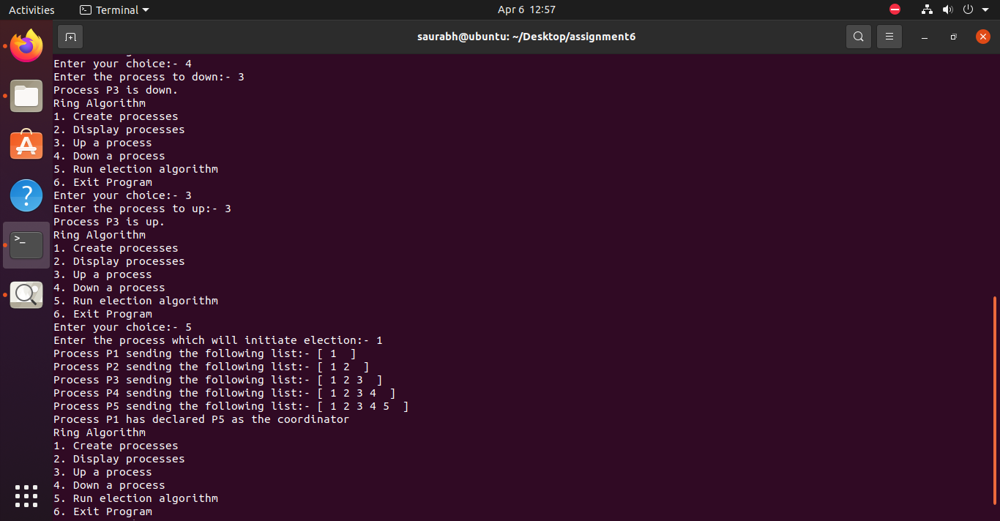 Activities
Terminal
Apr 6 12:57
saurabh@ubuntu: ~/Desktop/assignment6
Enter your choice:- 4
Enter the process to down:- 3
Process P3 is down.
Ring Algorithm
1. Create processes
2. Display processes
3. Up a process
4. Down a process
5. Run election algorithm
6. Exit Program
Enter your choice:- 3
Enter the process to up:- 3
Process P3 is up.
Ring Algorithm
1. Create processes
2. Display processes
3. Up a process
4. Down a process
5. Run election algorithm
6. Exit Program
Enter your choice:- 5
Enter the process which will initiate election:- 1
Process P1 sending the following list:- [ 1  ]
Process P2 sending the following list:- [ 1 2  ]
Process P3 sending the following list:- [ 1 2 3  ]
Process P4 sending the following list:- [ 1 2 3 4  ]
Process P5 sending the following list:- [ 1 2 3 4 5  ]
Process P1 has declared P5 as the coordinator
Ring Algorithm
1. Create processes
2. Display processes
3. Up a process
4. Down a process
5. Run election algorithm
6. Exit Program